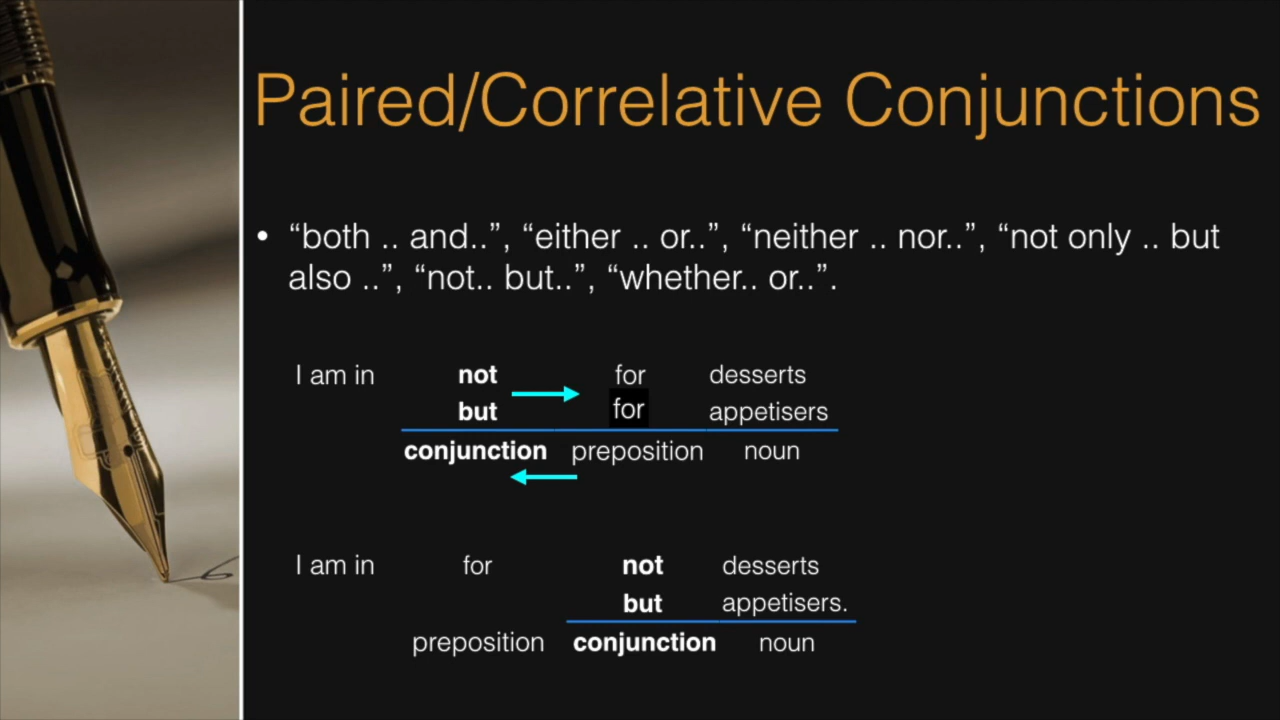 Paired/Correlative Conjunctions
• “both .. and..”, “either .. or..”, “neither .. nor..”, “not only .. but
also ..”, “not.. but..”, “whether.. or..”.
I am in not for desserts
but for appetisers
conjunction preposition noun
I am in for not desserts
but appetisers.
preposition conjunction noun